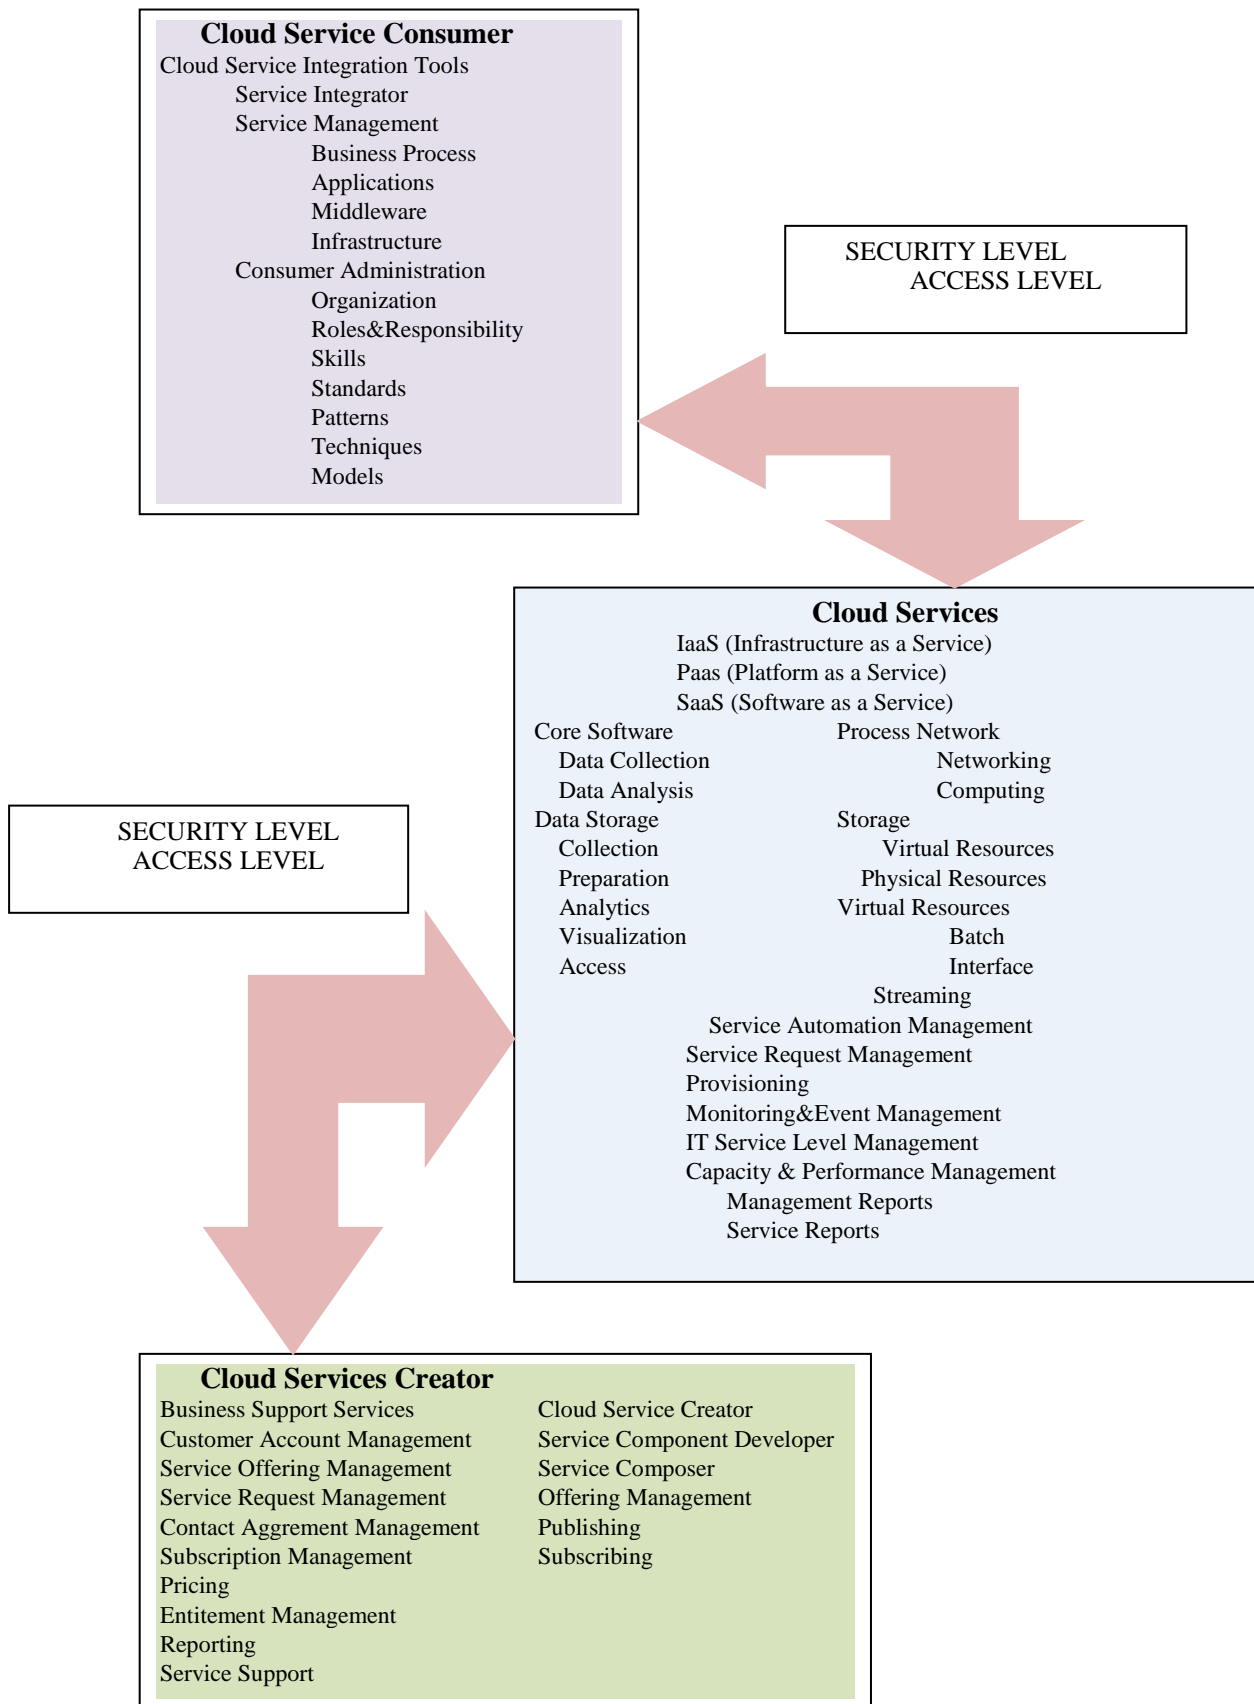 Cloud Service Consumer
Cloud Service Integration Tools
Service Integrator
Service Management
Business Process
Applications
Middleware
Infrastructure
Consumer Administration
Organization
Roles&Responsibility
Skills
Standards
Patterns
Techniques
Models
SECURITY LEVEL
ACCESS LEVEL
Cloud Services
IaaS (Infrastructure as a Service)
Paas (Platform as a Service)
SaaS (Software as a Service)
Core Software Process Network
Data Collection Networking
Data Analysis Computing
Data Storage Storage
Collection Virtual Resources
Preparation Physical Resources
Analytics Virtual Resources
Visualization Batch
Access Interface
Streaming
Service Automation Management
Service Request Management
Provisioning
Monitoring&Event Management
IT Service Level Management
Capacity & Performance Management
Management Reports
Service Reports
SECURITY LEVEL
ACCESS LEVEL
Cloud Services Creator
Business Support Services Cloud Service Creator
Customer Account Management Service Component Developer
Service Offering Management Service Composer
Service Request Management Offering Management
Contact Aggrement Management Publishing
Subscription Management Subscribing
Pricing
Entitement Management
Reporting
Service Support